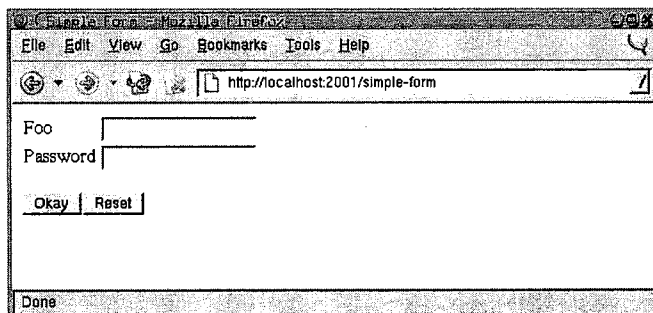 Simple Form - Mozilla Firefox
File Edit View Go Bookmarks Tools Help
http://localhost:2001/simple-form
Foo
Password
Okay Reset
Done